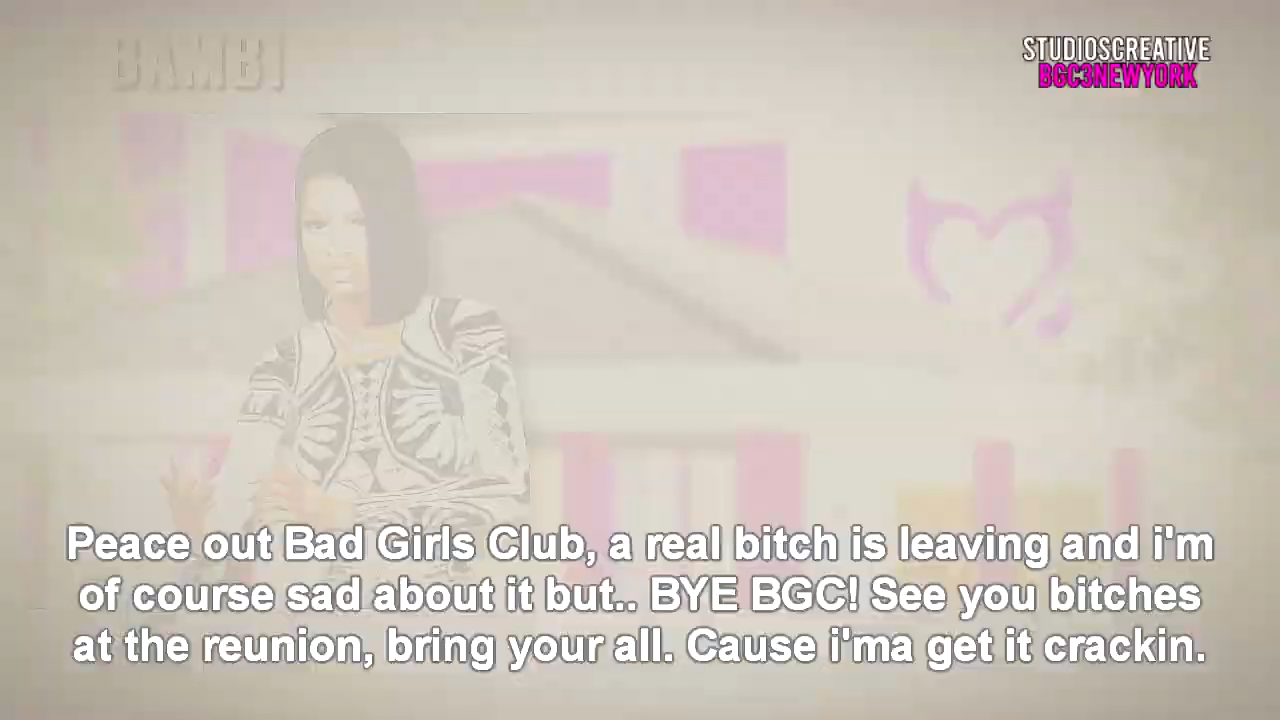 BAMBI
STUDIOSCREATIVE
BGC3NEWYORK
Peace out Bad Girls Club, a real bitch is leaving and i'm
of course sad about it but.. BYE BGC! See you bitches
at the reunion, bring your all. Cause i'ma get it crackin.